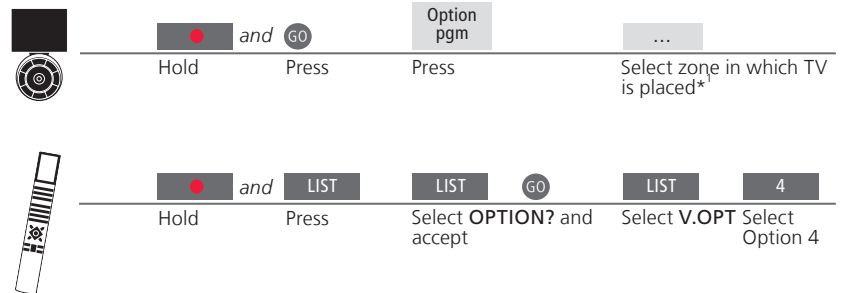 and GO Option pgm ...
Hold Press Press Select zone in which TV is placed*1
and LIST LIST GO LIST 4
Hold Press Select OPTION? and accept Select V.OPT Select Option 4